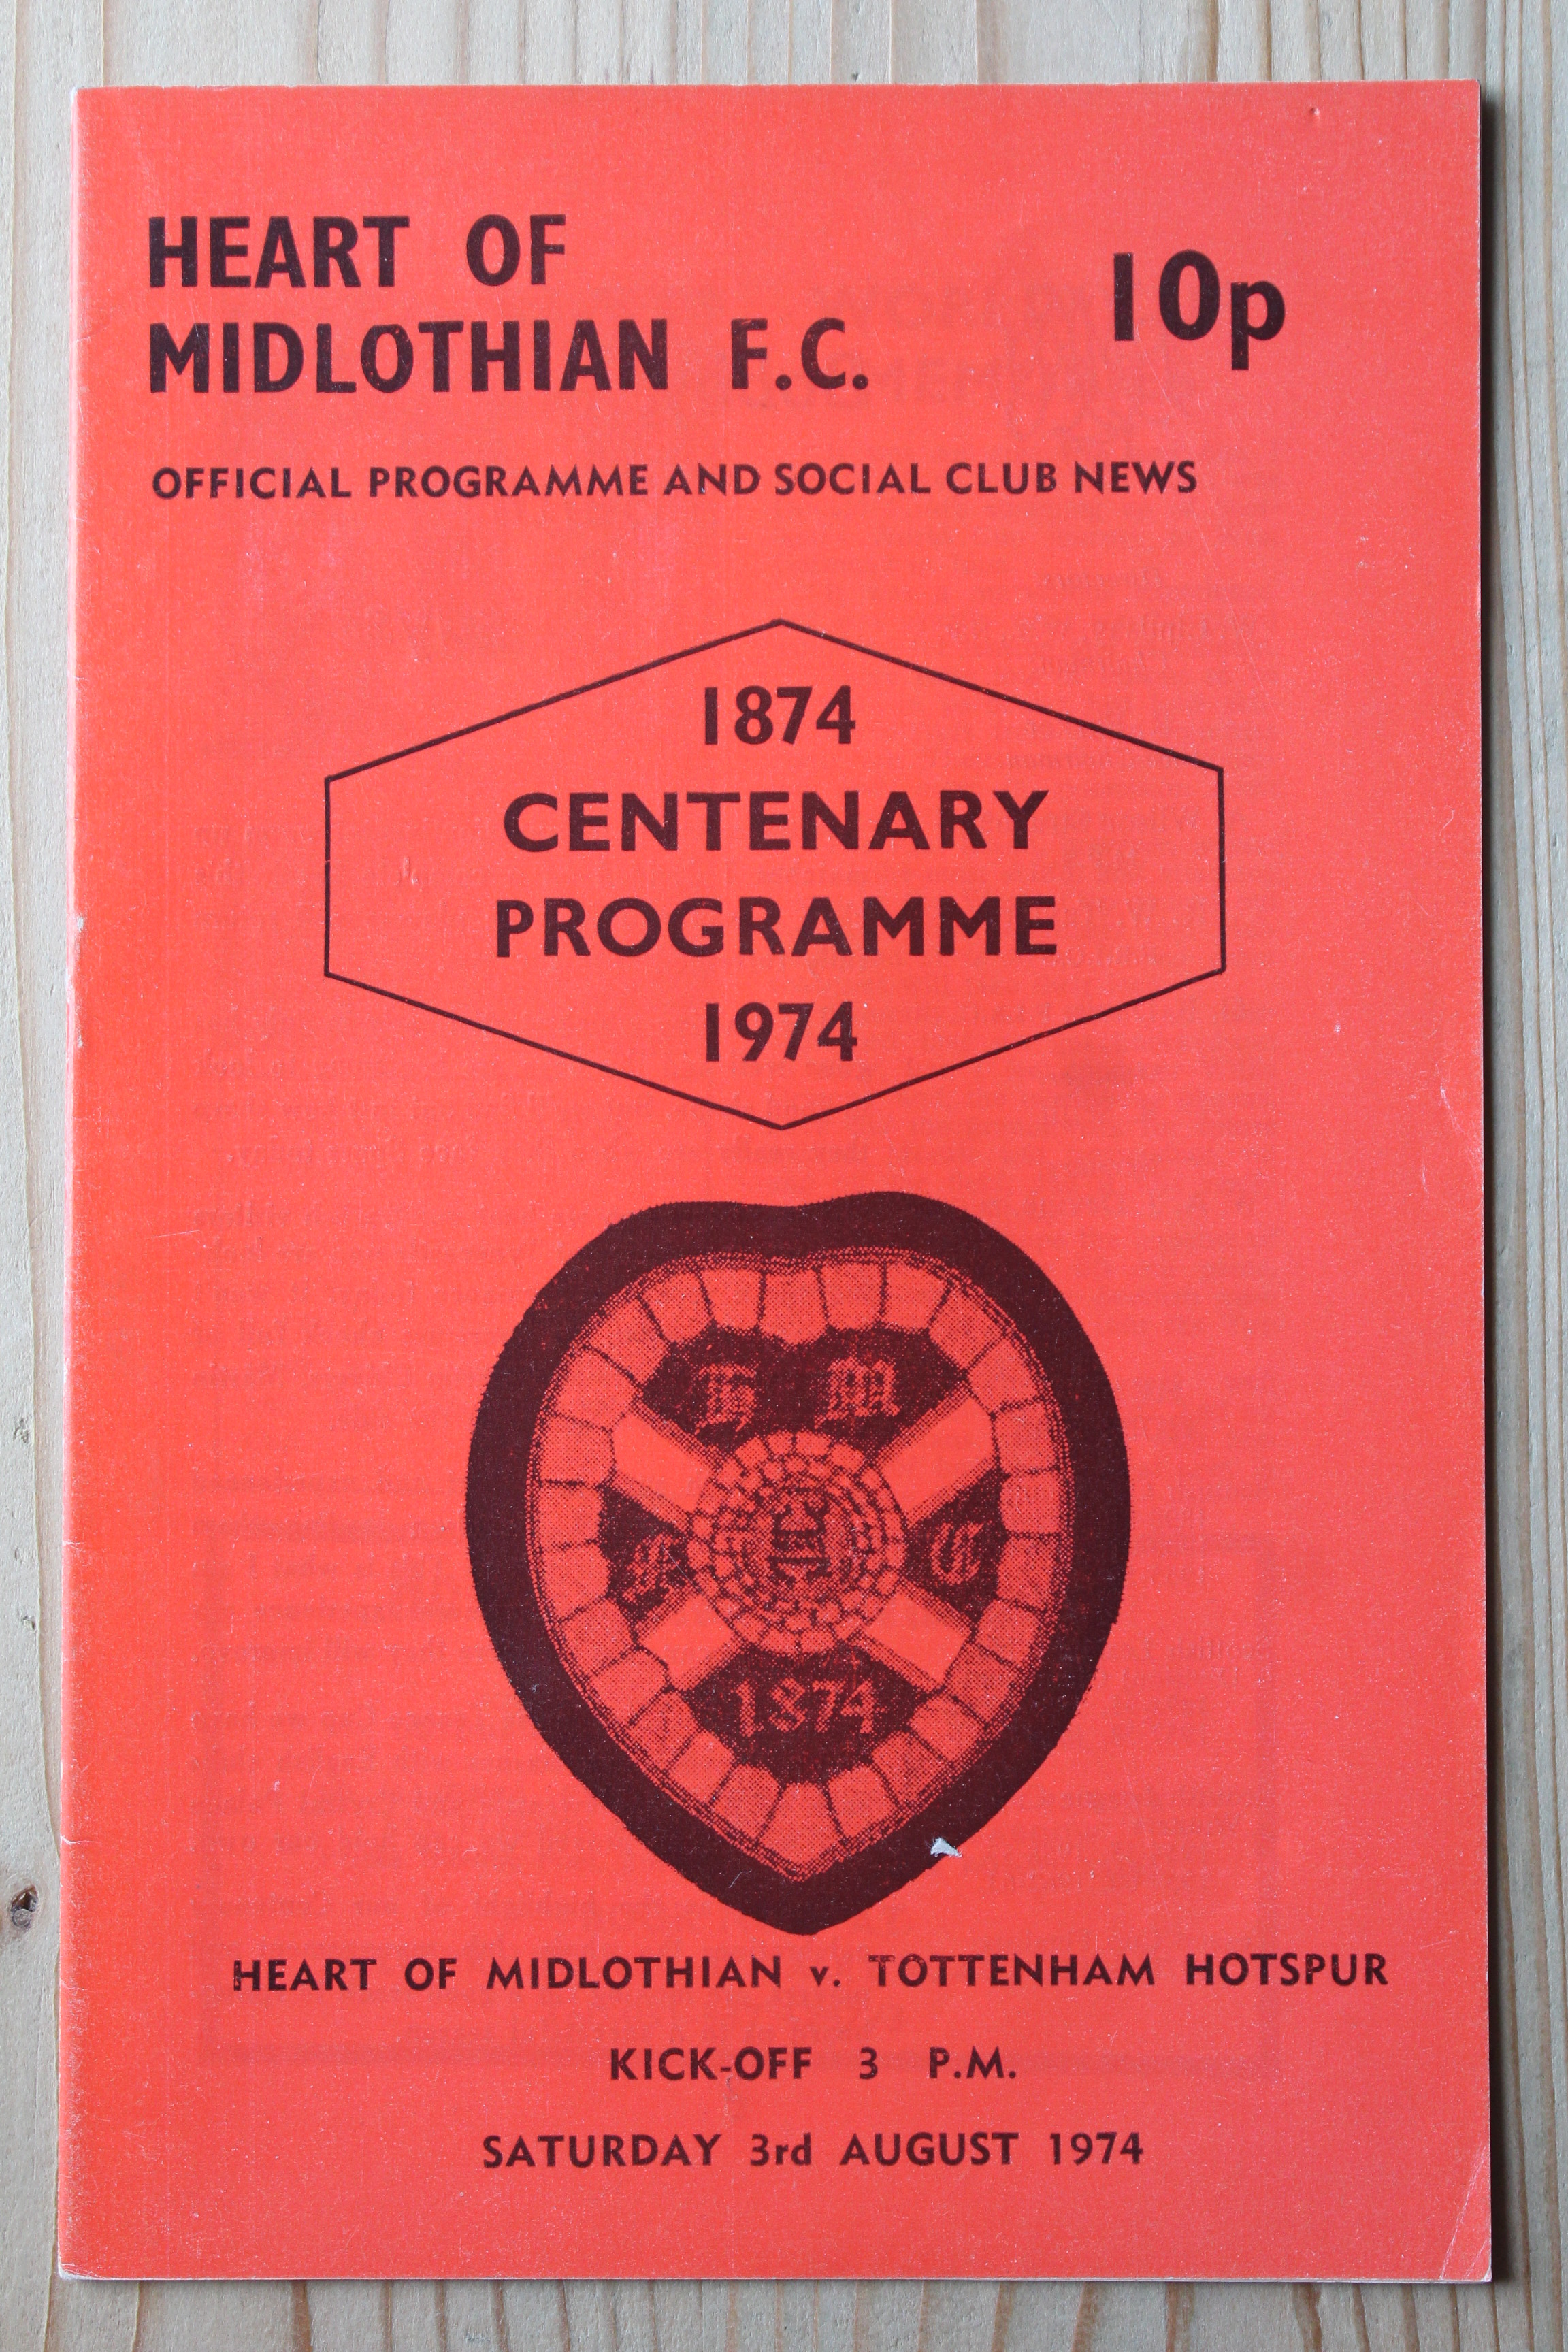 HEART OF
MIDLOTHIAN F.C.
10p
OFFICIAL PROGRAMME AND SOCIAL CLUB NEWS
1874
CENTENARY
PROGRAMME
1974
H M
F C
1874
HEART OF MIDLOTHIAN v. TOTTENHAM HOTSPUR
KICK-OFF 3 P.M.
SATURDAY 3rd AUGUST 1974